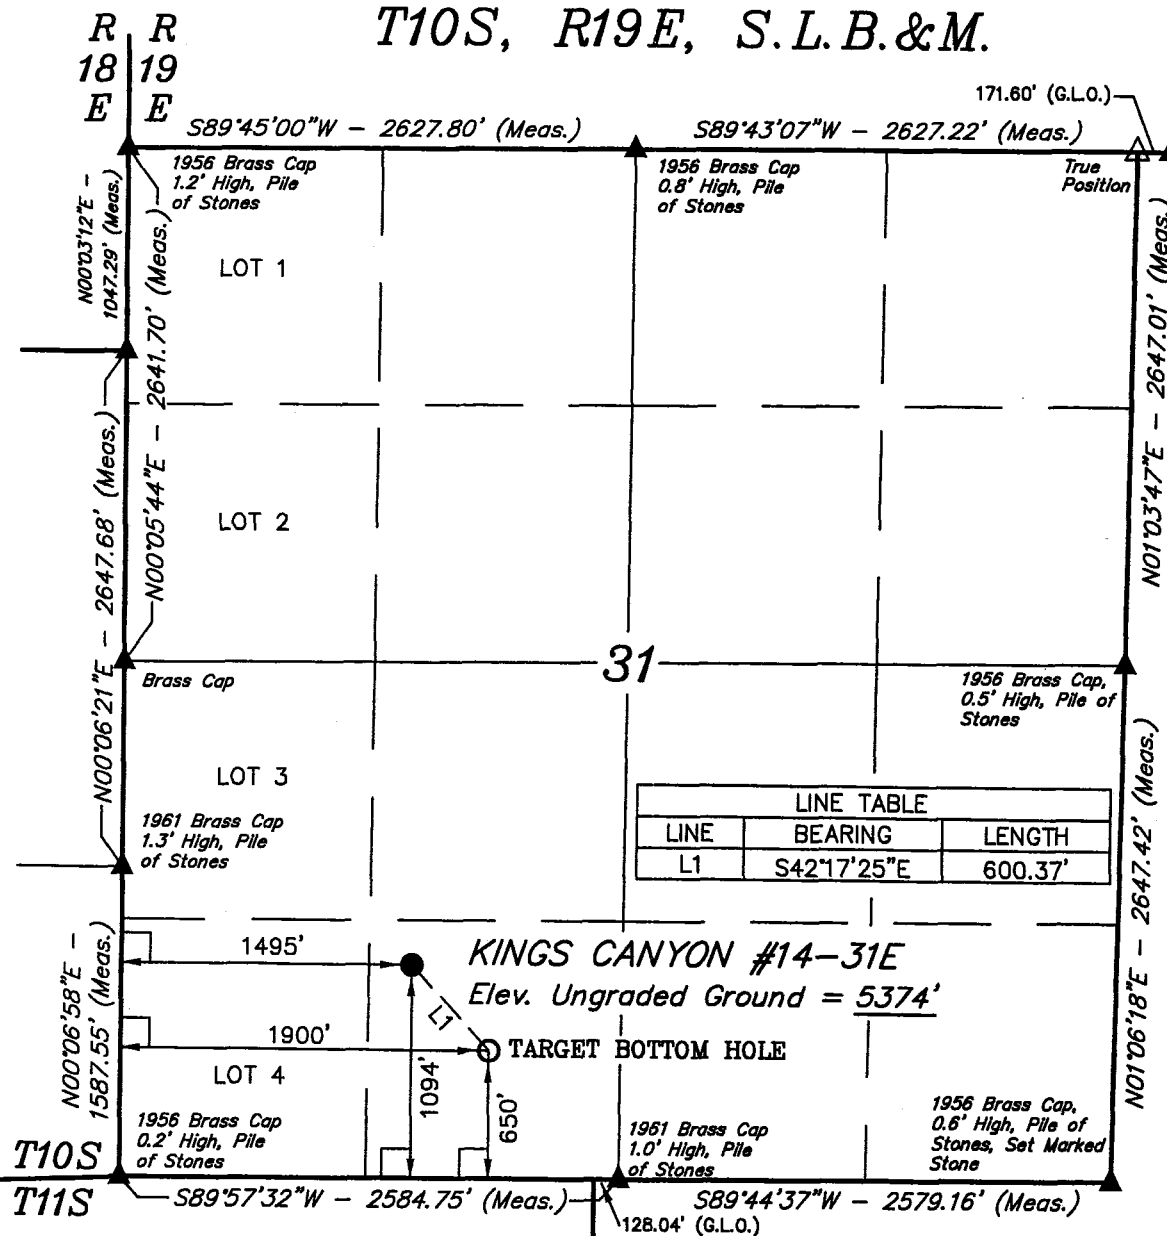 T10S, R19E, S.L.B.&M.
R R
18 19
E E
171.60' (G.L.O.)
S89°45'00"W - 2627.80' (Meas.)
S89°43'07"W - 2627.22' (Meas.)
1956 Brass Cap
1.2' High, Pile
of Stones
1956 Brass Cap
0.8' High, Pile
of Stones
True
Position
N00°03'12"E -
1047.29' (Meas.)
N00°05'44"E - 2641.70' (Meas.)
N01°03'47"E - 2647.01' (Meas.)
LOT 1
N00°06'21"E - 2647.68' (Meas.)
LOT 2
31
Brass Cap
1956 Brass Cap,
0.5' High, Pile of
Stones
LOT 3
1961 Brass Cap
1.3' High, Pile
of Stones
LINE TABLE
LINE BEARING LENGTH
L1 S42°17'25"E 600.37'
N01°06'18"E - 2647.42' (Meas.)
N00°06'58"E -
1587.55' (Meas.)
1495'
KINGS CANYON #14-31E
Elev. Ungraded Ground = 5374'
L1
1900'
TARGET BOTTOM HOLE
LOT 4
1094'
650'
1956 Brass Cap
0.2' High, Pile
of Stones
1961 Brass Cap
1.0' High, Pile
of Stones
1956 Brass Cap,
0.6' High, Pile of
Stones, Set Marked
Stone
T10S
T11S
S89°57'32"W - 2584.75' (Meas.)
S89°44'37"W - 2579.16' (Meas.)
128.04' (G.L.O.)